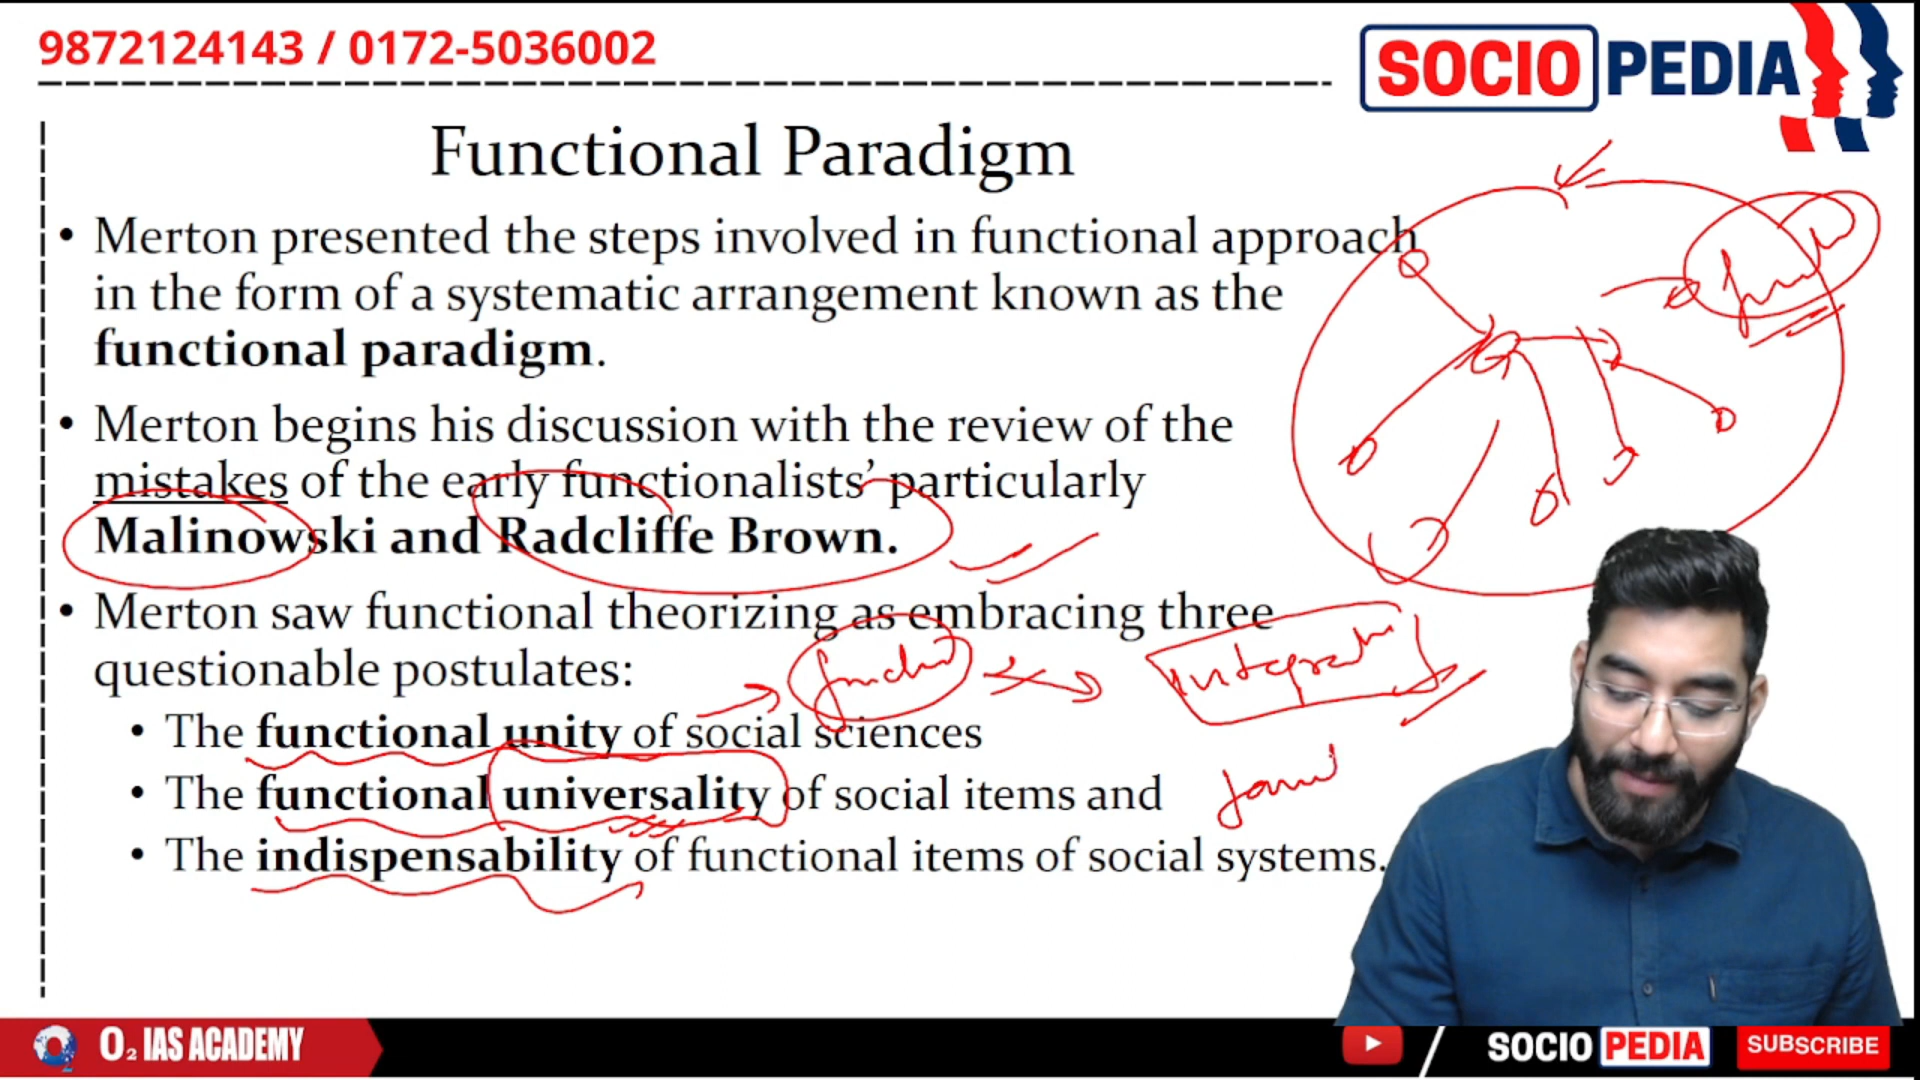 9872124143 / 0172-5036002
SOCIO PEDIA
Functional Paradigm
• Merton presented the steps involved in functional approach
in the form of a systematic arrangement known as the
functional paradigm.
• Merton begins his discussion with the review of the
mistakes of the early functionalists’ particularly
Malinowski and Radcliffe Brown.
• Merton saw functional theorizing as embracing three
questionable postulates:
• The functional unity of social sciences
• The functional universality of social items and
• The indispensability of functional items of social systems.
O2 IAS ACADEMY
SOCIO PEDIA
SUBSCRIBE